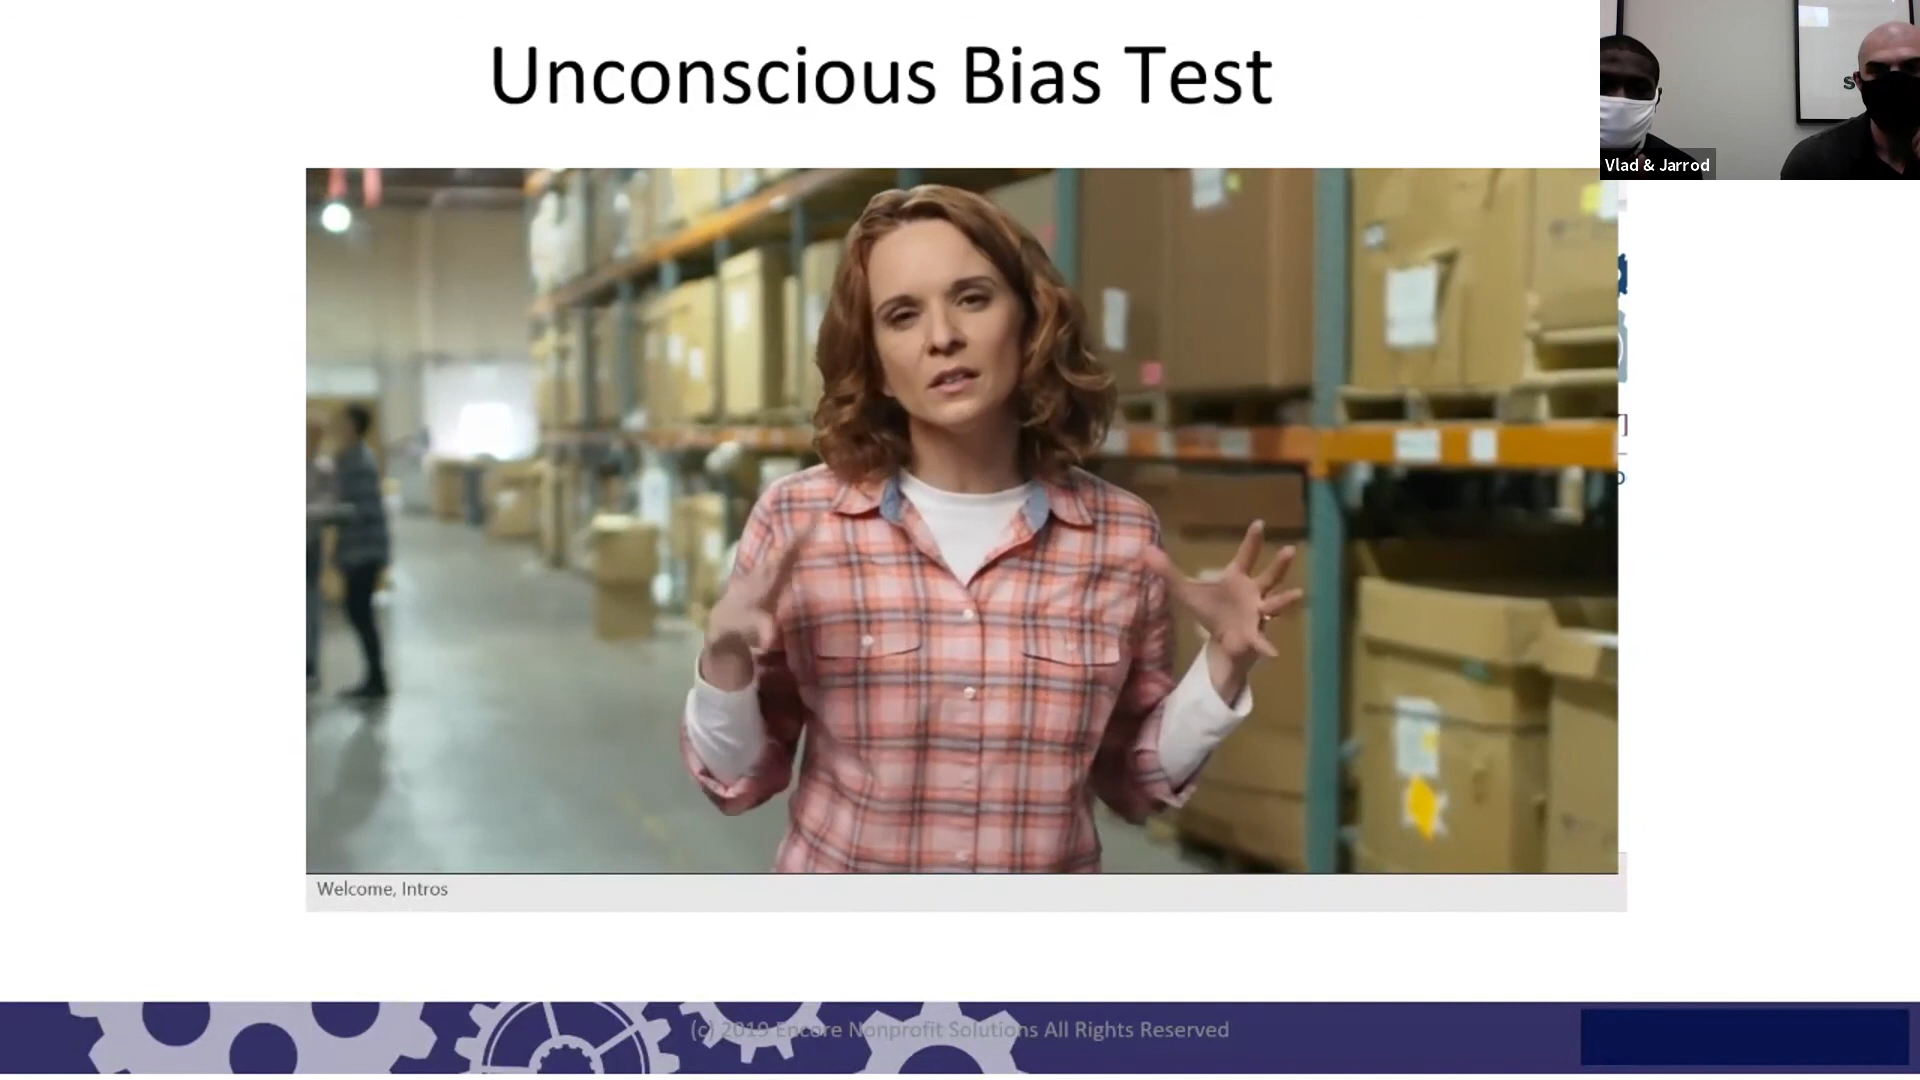 Unconscious Bias Test
Vlad & Jarrod
Welcome, Intros
(c) 2019 Encore Nonprofit Solutions All Rights Reserved